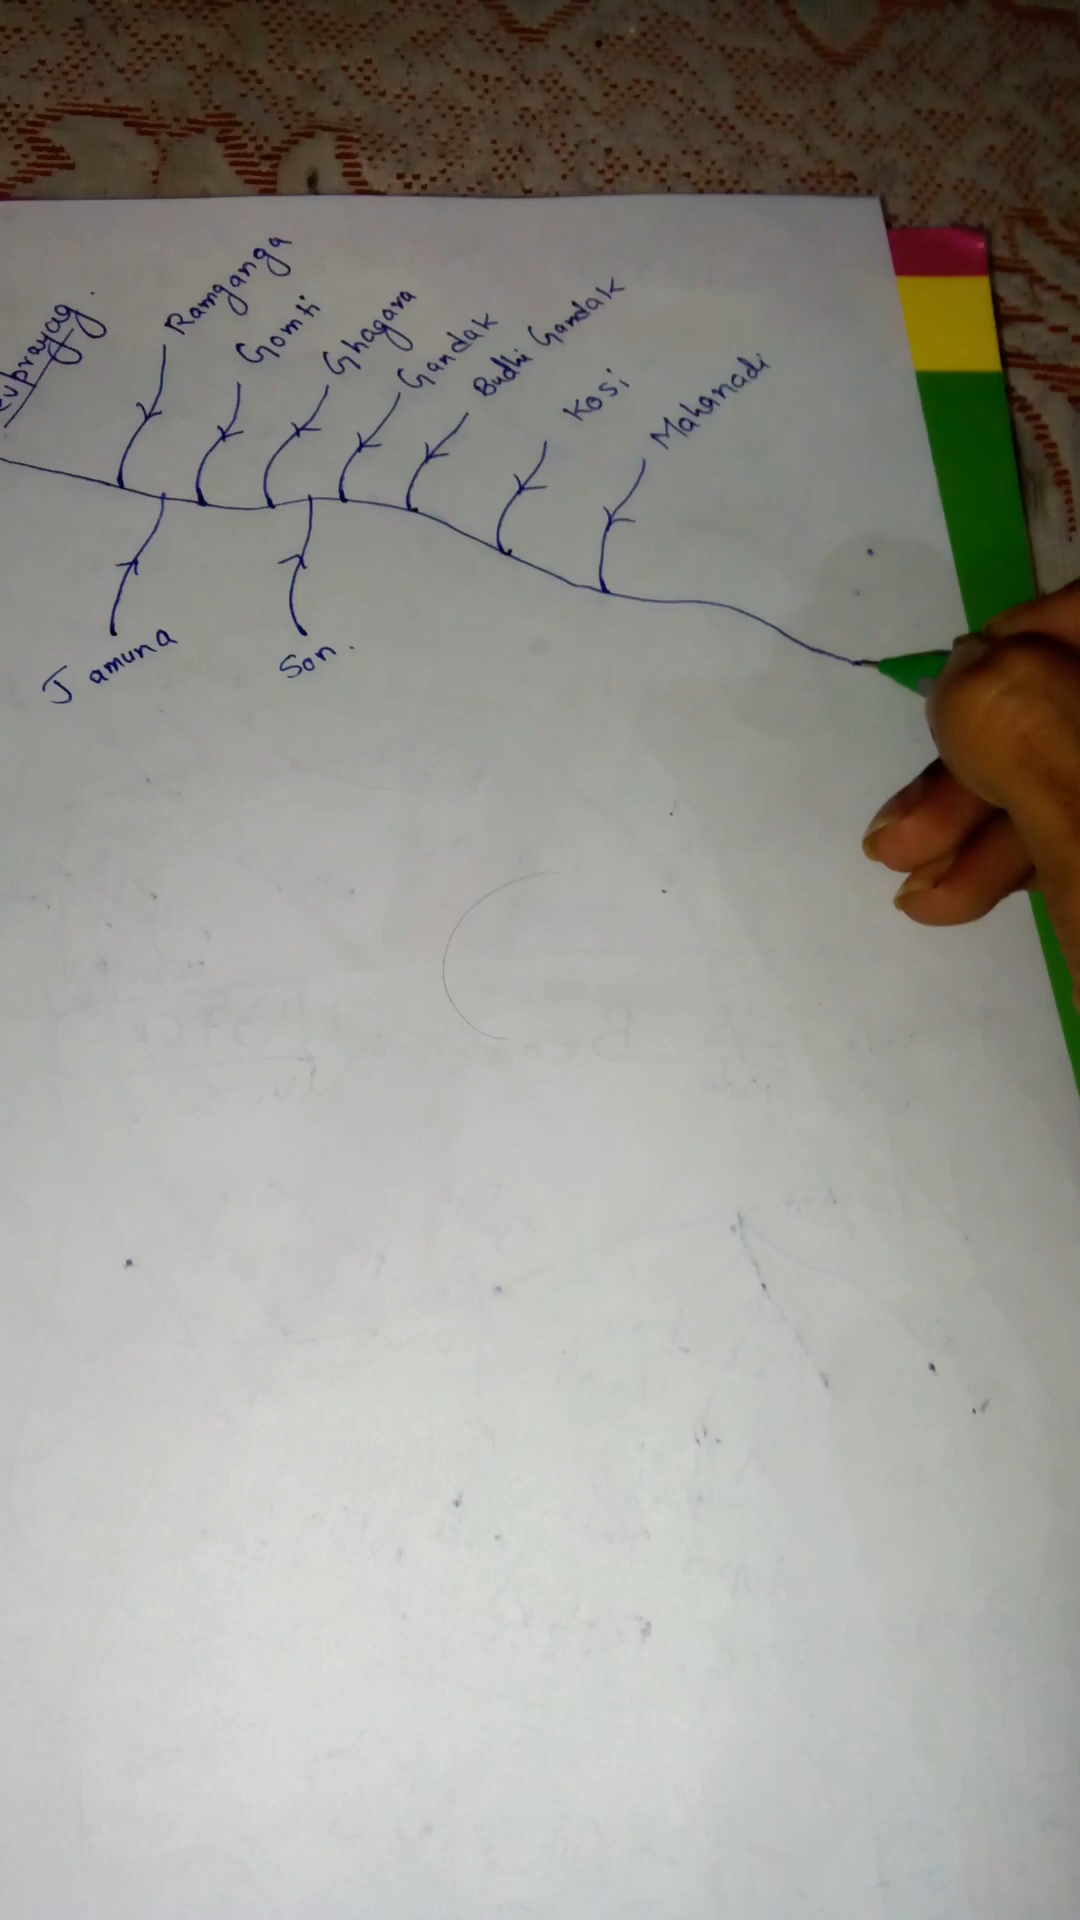 Ramganga
Gomti
Ghagara
Gandak
Budhi Gandak
Kosi
Mahanadi
Jamuna
Son.